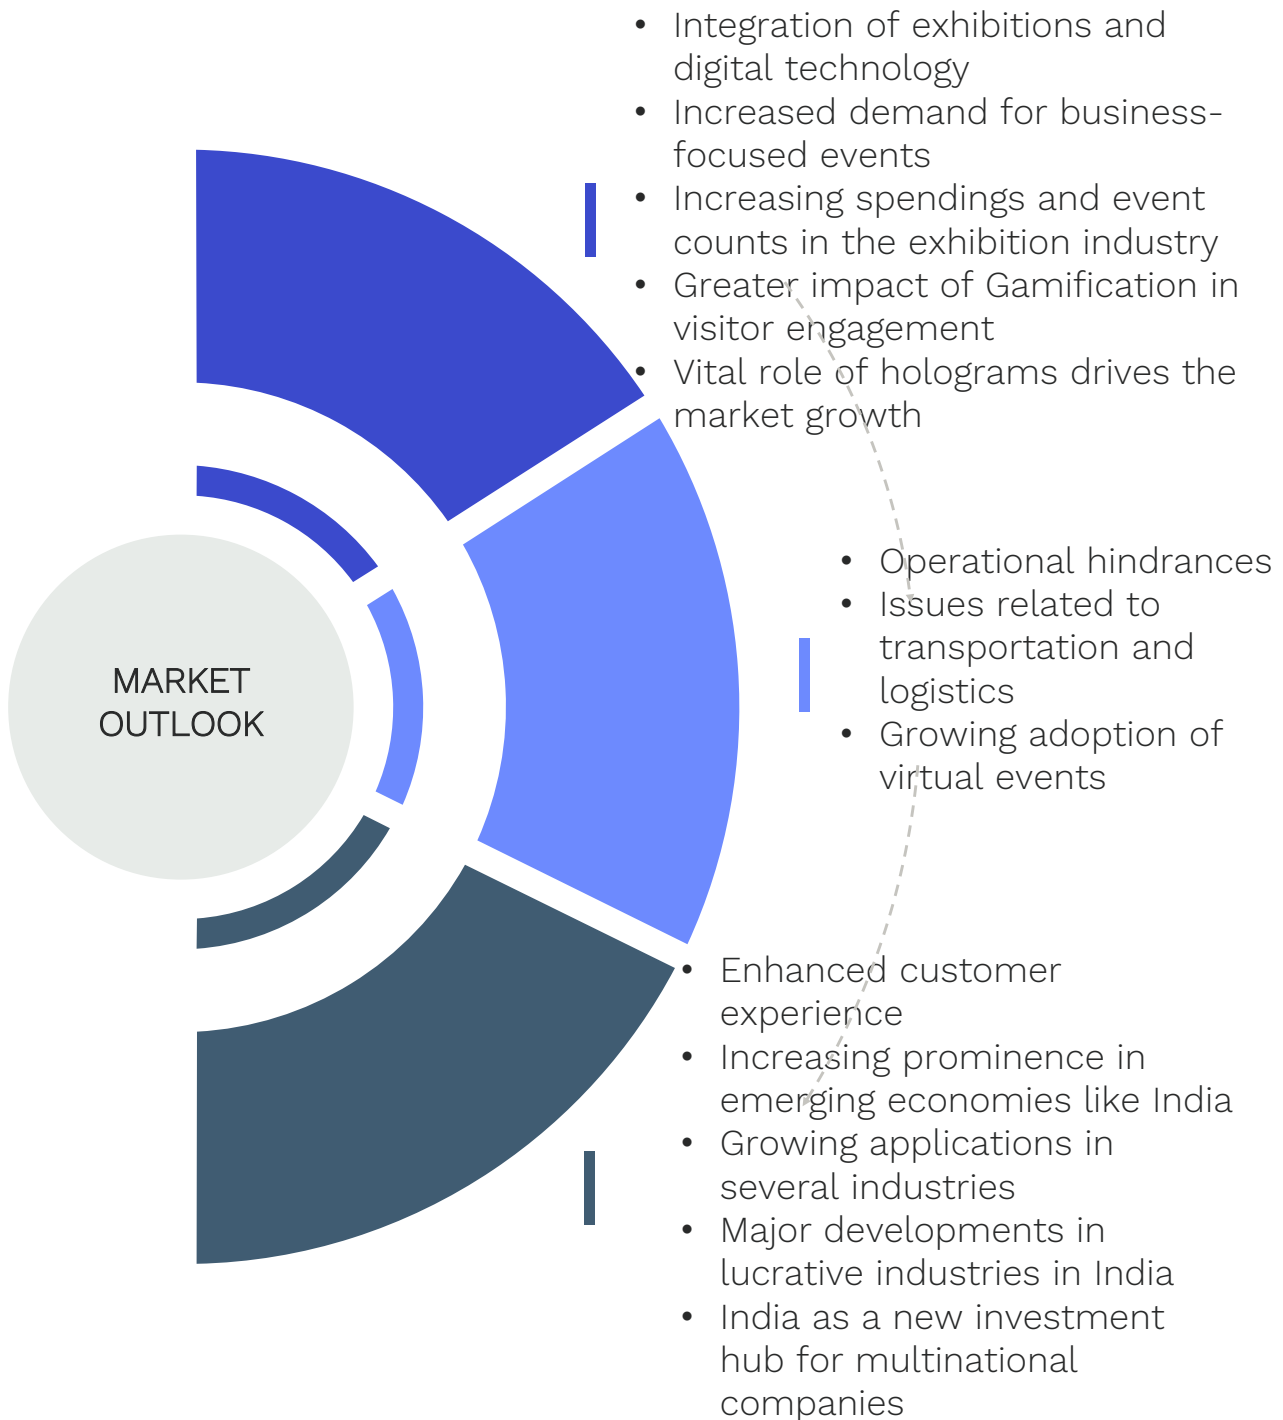 • Integration of exhibitions and
digital technology
• Increased demand for business-
focused events
• Increasing spendings and event
counts in the exhibition industry
• Greater impact of Gamification in
visitor engagement
• Vital role of holograms drives the
market growth
MARKET
OUTLOOK
• Operational hindrances
• Issues related to
transportation and
logistics
• Growing adoption of
virtual events
• Enhanced customer
experience
• Increasing prominence in
emerging economies like India
• Growing applications in
several industries
• Major developments in
lucrative industries in India
• India as a new investment
hub for multinational
companies